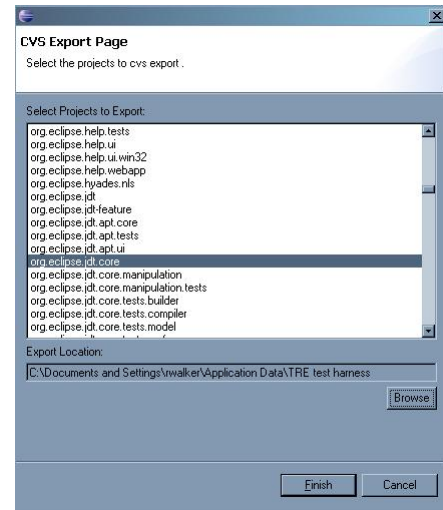 CVS Export Page
Select the projects to cvs export .
Select Projects to Export:
org.eclipse.help.tests
org.eclipse.help.ui
org.eclipse.help.ui.win32
org.eclipse.help.webapp
org.eclipse.hyades.nls
org.eclipse.jdt
org.eclipse.jdt-feature
org.eclipse.jdt.apt.core
org.eclipse.jdt.apt.tests
org.eclipse.jdt.apt.ui
org.eclipse.jdt.core
org.eclipse.jdt.core.manipulation
org.eclipse.jdt.core.manipulation.tests
org.eclipse.jdt.core.tests.builder
org.eclipse.jdt.core.tests.compiler
org.eclipse.jdt.core.tests.model
Export Location:
C:\Documents and Settings\rwalker\Application Data\TRE test harness
Browse
Finish
Cancel